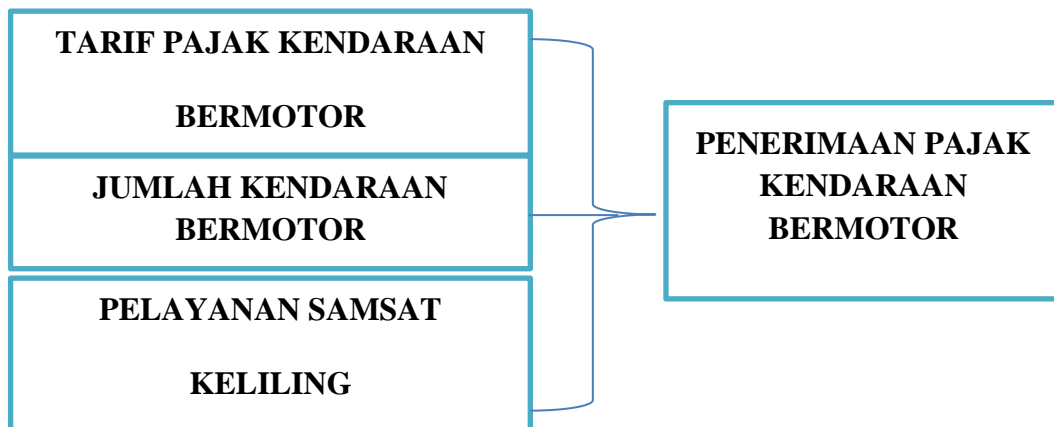 TARIF PAJAK KENDARAAN
BERMOTOR
JUMLAH KENDARAAN
BERMOTOR
PELAYANAN SAMSAT
KELILING
PENERIMAAN PAJAK
KENDARAAN
BERMOTOR